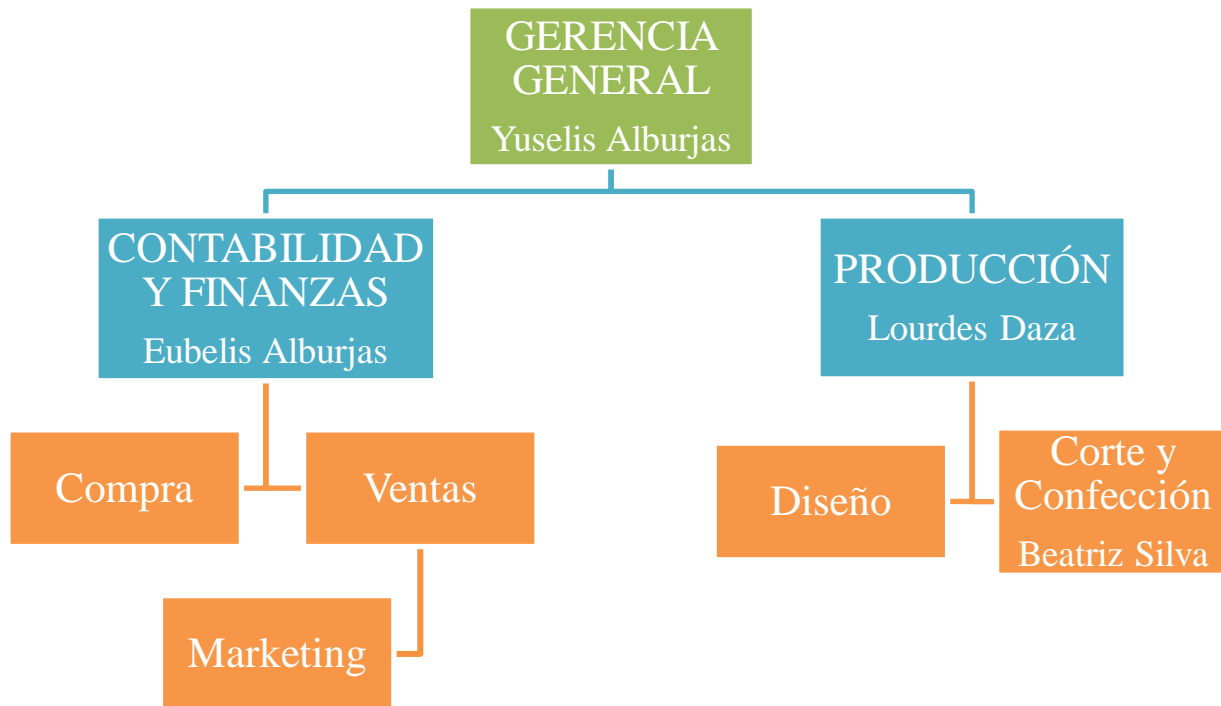 GERENCIA
GENERAL
Yuselis Alburjas
CONTABILIDAD
Y FINANZAS
Eubelis Alburjas
PRODUCCIÓN
Lourdes Daza
Compra
Ventas
Marketing
Diseño
Corte y
Confección
Beatriz Silva